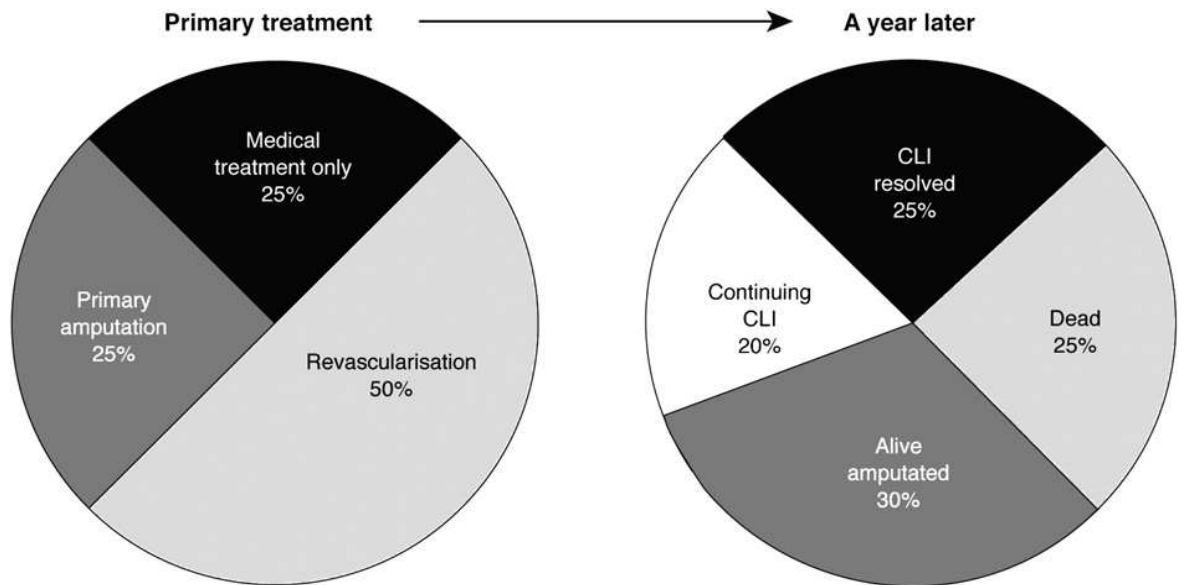 Primary treatment
A year later
Medical
treatment only
25%
Primary
amputation
25%
Revascularisation
50%
CLI
resolved
25%
Continuing
CLI
20%
Dead
25%
Alive
amputated
30%